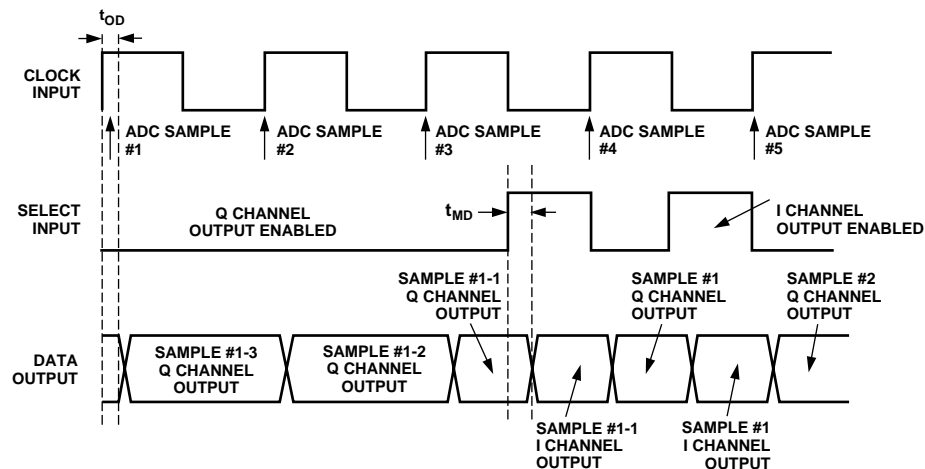 tOD
CLOCK
INPUT
ADC SAMPLE
#1
ADC SAMPLE
#2
ADC SAMPLE
#3
ADC SAMPLE
#4
ADC SAMPLE
#5
SELECT
INPUT
Q CHANNEL
OUTPUT ENABLED
tMD
I CHANNEL
OUTPUT ENABLED
SAMPLE #1-1
Q CHANNEL
OUTPUT
SAMPLE #1
Q CHANNEL
OUTPUT
SAMPLE #2
Q CHANNEL
OUTPUT
DATA
OUTPUT
SAMPLE #1-3
Q CHANNEL
OUTPUT
SAMPLE #1-2
Q CHANNEL
OUTPUT
SAMPLE #1-1
I CHANNEL
OUTPUT
SAMPLE #1
I CHANNEL
OUTPUT